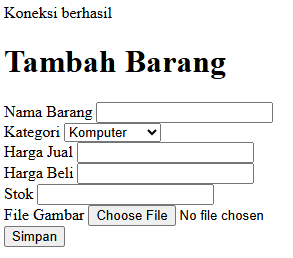 Koneksi berhasil
Tambah Barang
Nama Barang
Kategori Komputer
Harga Jual
Harga Beli
Stok
File Gambar Choose File No file chosen
Simpan